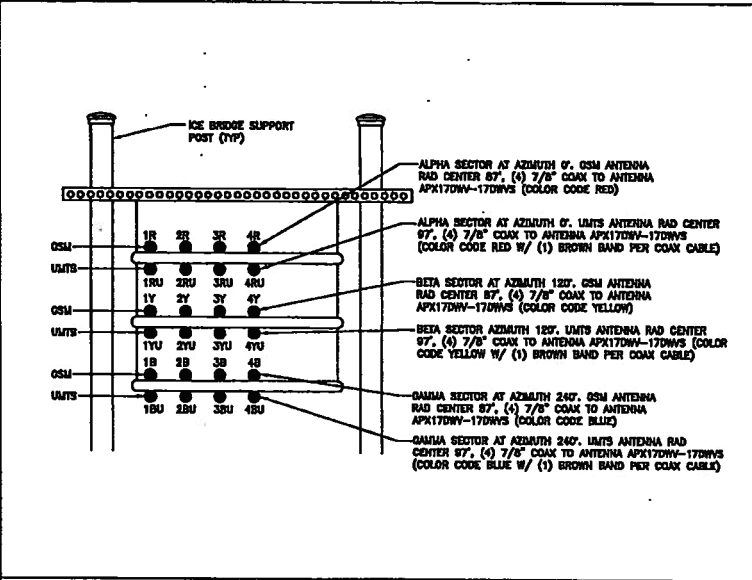 ICE BRIDGE SUPPORT
POST (TYP)
ALPHA SECTOR AT AZIMUTH 0°. GSM ANTENNA
RAD CENTER 97', (4) 7/8" COAX TO ANTENNA
APX17DWV-17DWVS (COLOR CODE RED)
1R 2R 3R 4R
GSM
ALPHA SECTOR AT AZIMUTH 0°. UMTS ANTENNA RAD CENTER
97', (4) 7/8" COAX TO ANTENNA APX17DWV-17DWVS
(COLOR CODE RED W/ (1) BROWN BAND PER COAX CABLE)
UMTS
1RU 2RU 3RU 4RU
1Y 2Y 3Y 4Y
GSM
BETA SECTOR AT AZIMUTH 120°. GSM ANTENNA
RAD CENTER 97', (4) 7/8" COAX TO ANTENNA
APX17DWV-17DWVS (COLOR CODE YELLOW)
UMTS
1YU 2YU 3YU 4YU
BETA SECTOR AZIMUTH 120°. UMTS ANTENNA RAD CENTER
97', (4) 7/8" COAX TO ANTENNA APX17DWV-17DWVS (COLOR
CODE YELLOW W/ (1) BROWN BAND PER COAX CABLE)
1B 2B 3B 4B
GSM
GAMMA SECTOR AT AZIMUTH 240°. GSM ANTENNA
RAD CENTER 97', (4) 7/8" COAX TO ANTENNA
APX17DWV-17DWVS (COLOR CODE BLUE)
UMTS
1BU 2BU 3BU 4BU
GAMMA SECTOR AT AZIMUTH 240°. UMTS ANTENNA RAD
CENTER 97', (4) 7/8" COAX TO ANTENNA APX17DWV-17DWVS
(COLOR CODE BLUE W/ (1) BROWN BAND PER COAX CABLE)